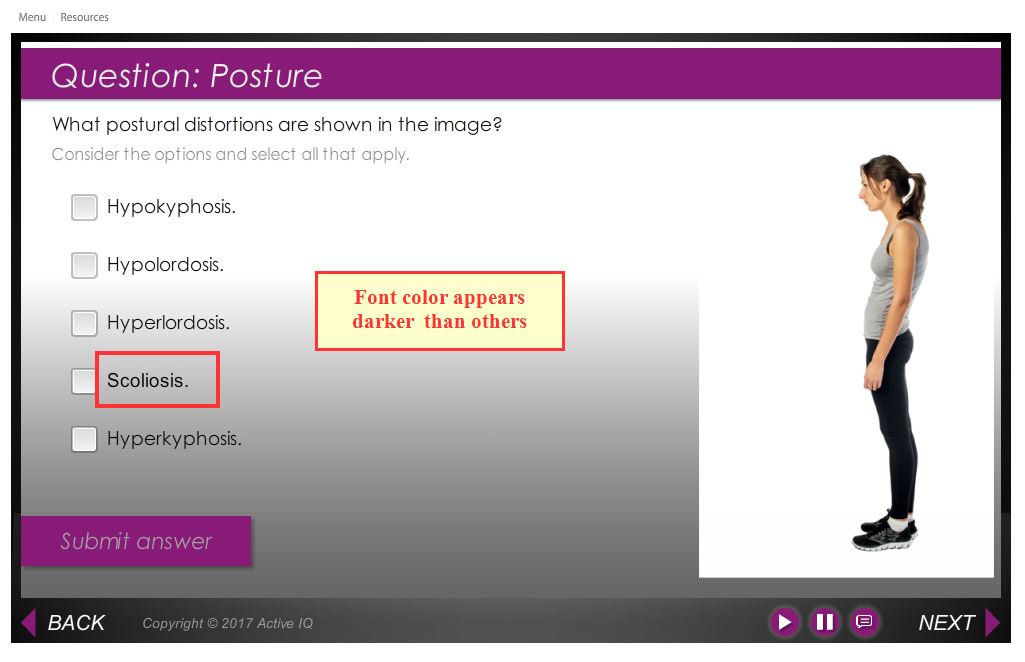 Menu Resources
Question: Posture
What postural distortions are shown in the image?
Consider the options and select all that apply.
Hypokyphosis.
Hypolordosis.
Font color appears
darker than others
Hyperlordosis.
Scoliosis.
Hyperkyphosis.
Submit answer
BACK Copyright © 2017 Active IQ NEXT